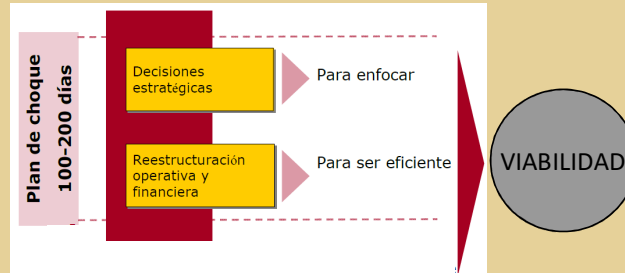 Plan de choque
100-200 días
Decisiones
estratégicas
Para enfocar
Reestructuración
operativa y
financiera
Para ser eficiente
VIABILIDAD